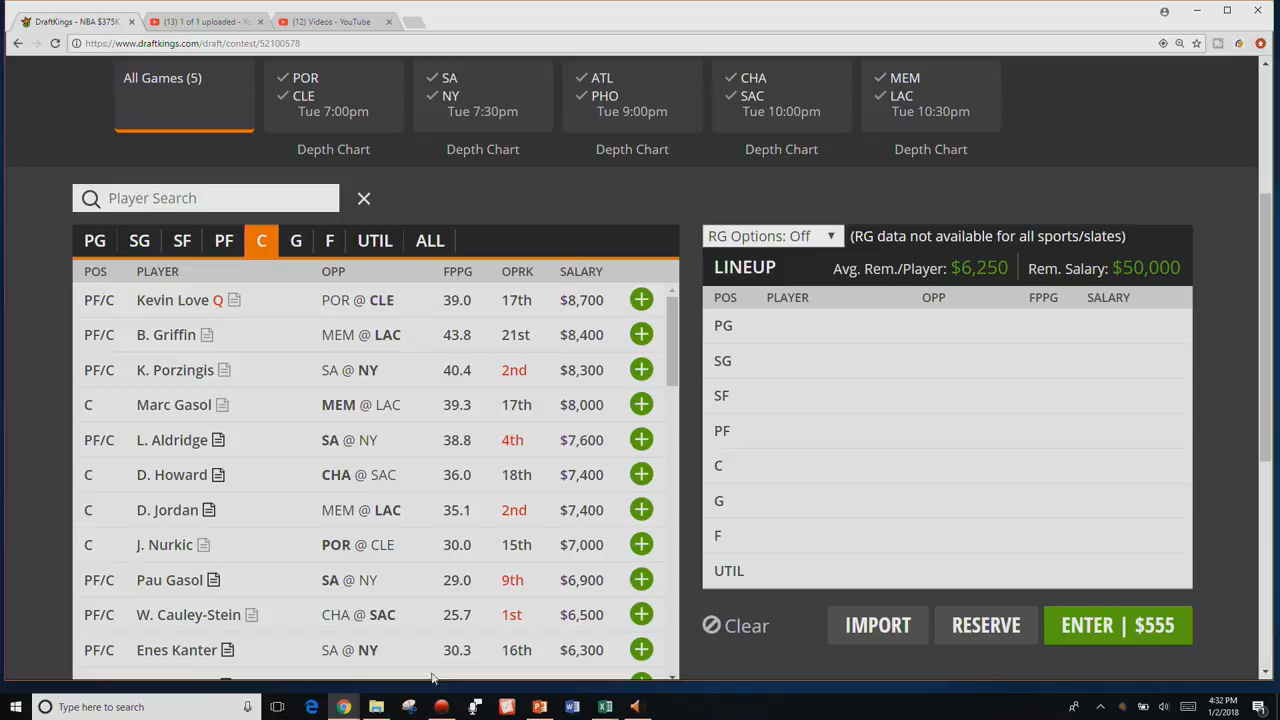 DraftKings - NBA $375K
(13) 1 of 1 uploaded - Yo
(12) Videos - YouTube
https://www.draftkings.com/draft/contest/52100578
All Games (5)
POR
CLE
Tue 7:00pm
SA
NY
Tue 7:30pm
ATL
PHO
Tue 9:00pm
CHA
SAC
Tue 10:00pm
MEM
LAC
Tue 10:30pm
Depth Chart Depth Chart Depth Chart Depth Chart Depth Chart
Player Search
PG SG SF PF C G F UTIL ALL
POS PLAYER OPP FPPG OPRK SALARY
PF/C Kevin Love Q POR @ CLE 39.0 17th $8,700
PF/C B. Griffin MEM @ LAC 43.8 21st $8,400
PF/C K. Porzingis SA @ NY 40.4 2nd $8,300
C Marc Gasol MEM @ LAC 39.3 17th $8,000
PF/C L. Aldridge SA @ NY 38.8 4th $7,600
C D. Howard CHA @ SAC 36.0 18th $7,400
C D. Jordan MEM @ LAC 35.1 2nd $7,400
C J. Nurkic POR @ CLE 30.0 15th $7,000
PF/C Pau Gasol SA @ NY 29.0 9th $6,900
PF/C W. Cauley-Stein CHA @ SAC 25.7 1st $6,500
PF/C Enes Kanter SA @ NY 30.3 16th $6,300
RG Options: Off (RG data not available for all sports/slates)
LINEUP Avg. Rem./Player: $6,250 Rem. Salary: $50,000
POS PLAYER OPP FPPG SALARY
PG
SG
SF
PF
C
G
F
UTIL
Clear IMPORT RESERVE ENTER | $555
Type here to search
4:32 PM
1/2/2018